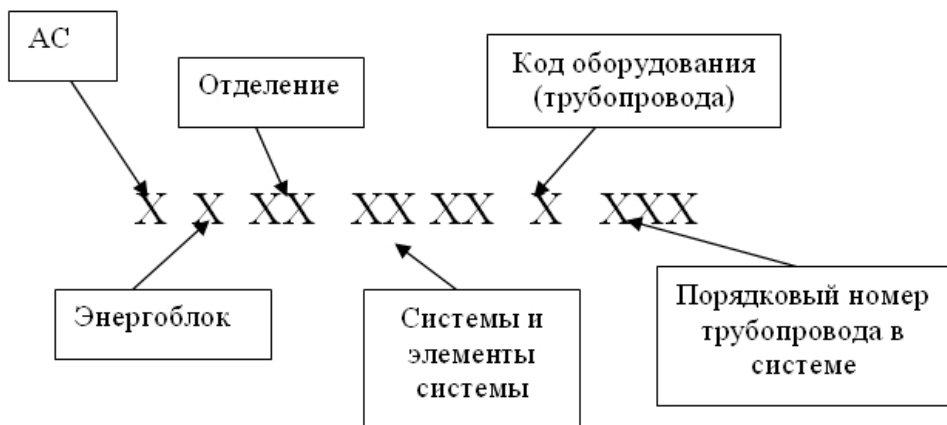 АС
Отделение
Код оборудования
(трубопровода)
X X XX XX XX X XXX
Энергоблок
Системы и
элементы
системы
Порядковый номер
трубопровода в
системе